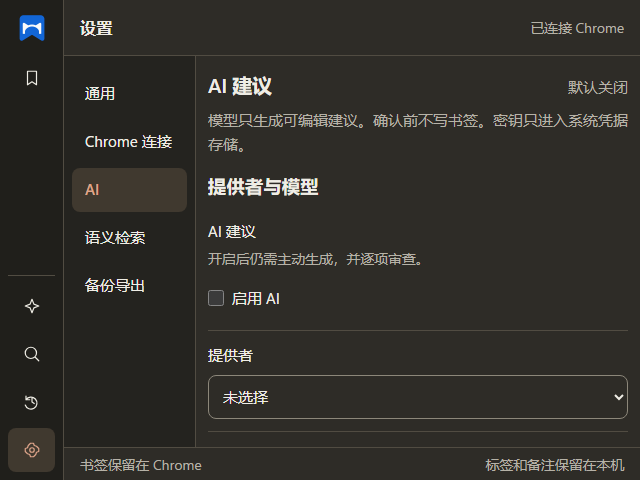 设置
已连接 Chrome
通用
Chrome 连接
AI
语义检索
备份导出
AI 建议
默认关闭
模型只生成可编辑建议。确认前不写书签。密钥只进入系统凭据
存储。
提供者与模型
AI 建议
开启后仍需主动生成，并逐项审查。
启用 AI
提供者
未选择
书签保留在 Chrome
标签和备注保留在本机